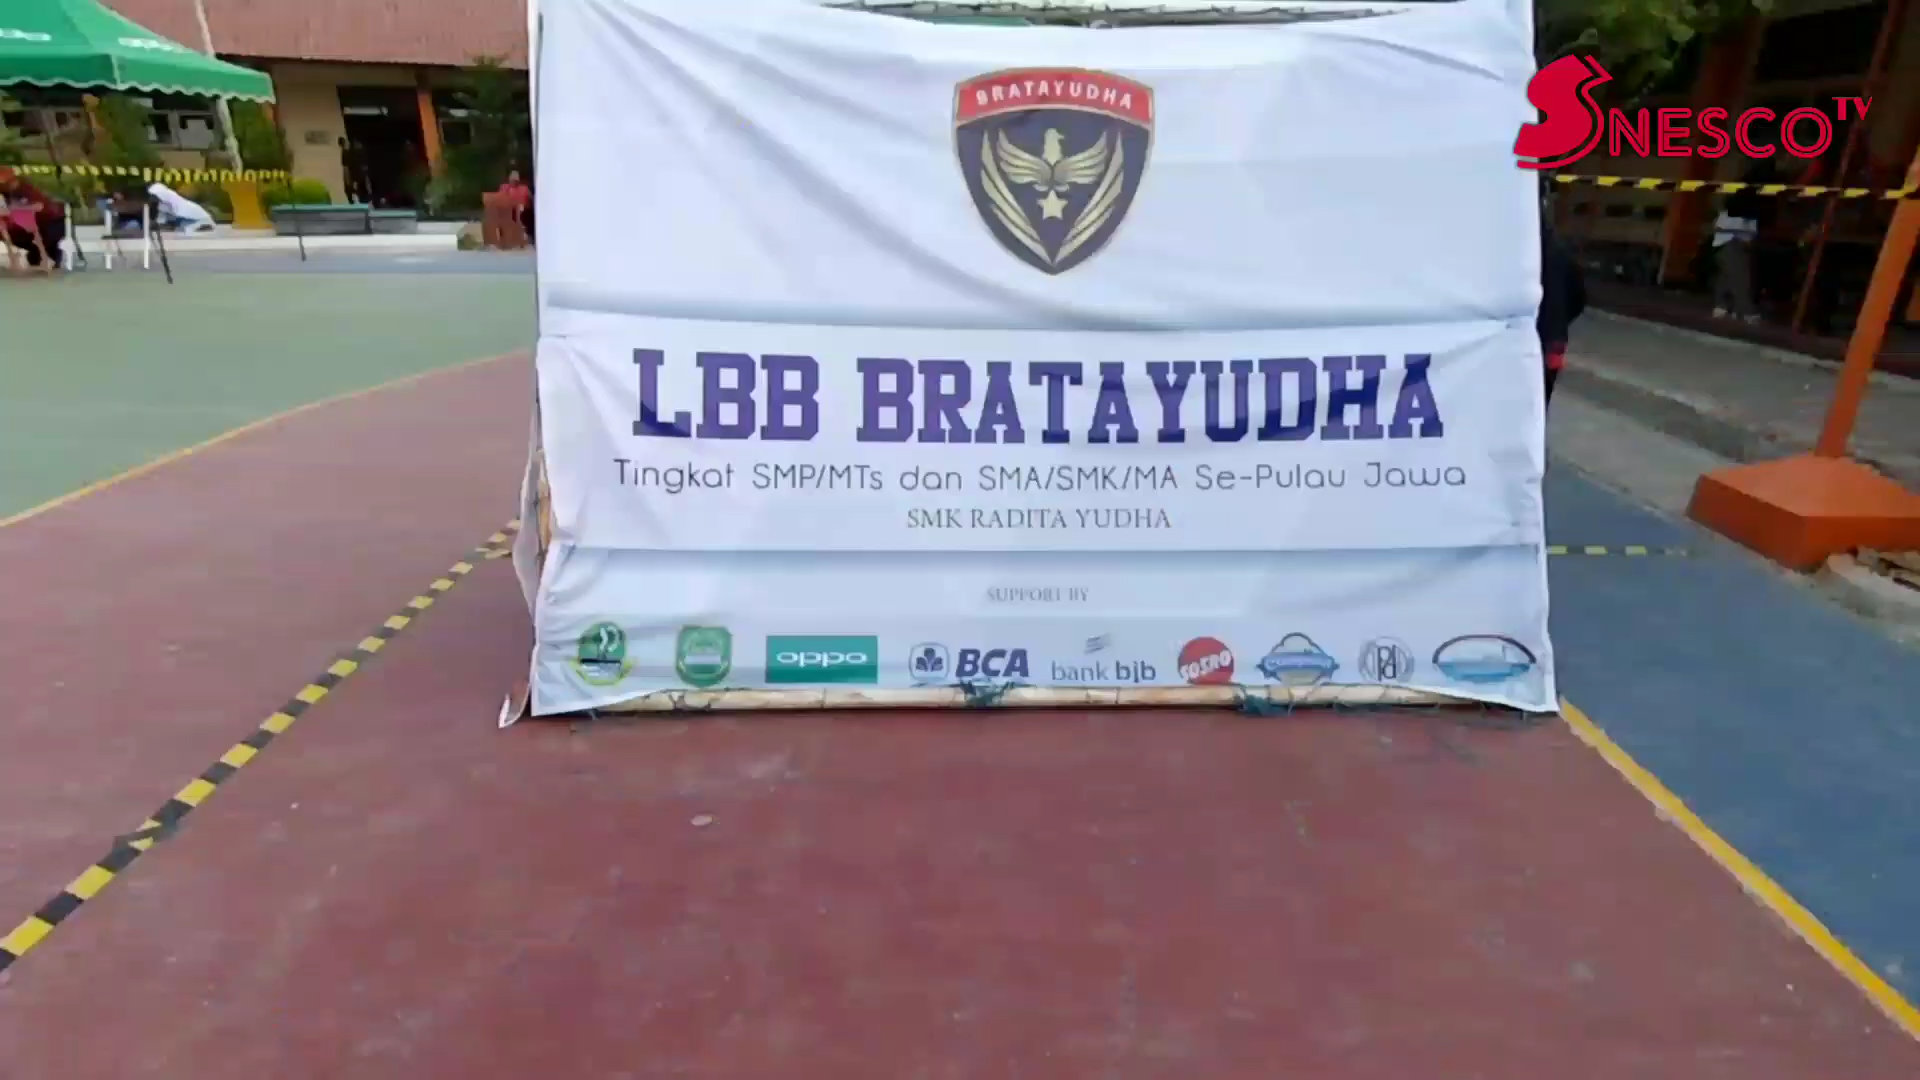 oppo
SNESCO TV
BRATAYUDHA
LBB BRATAYUDHA
Tingkat SMP/MTs dan SMA/SMK/MA Se-Pulau Jawa
SMK RADITA YUDHA
SUPPORT BY
oppo
BCA
bank bjb
SOSRO